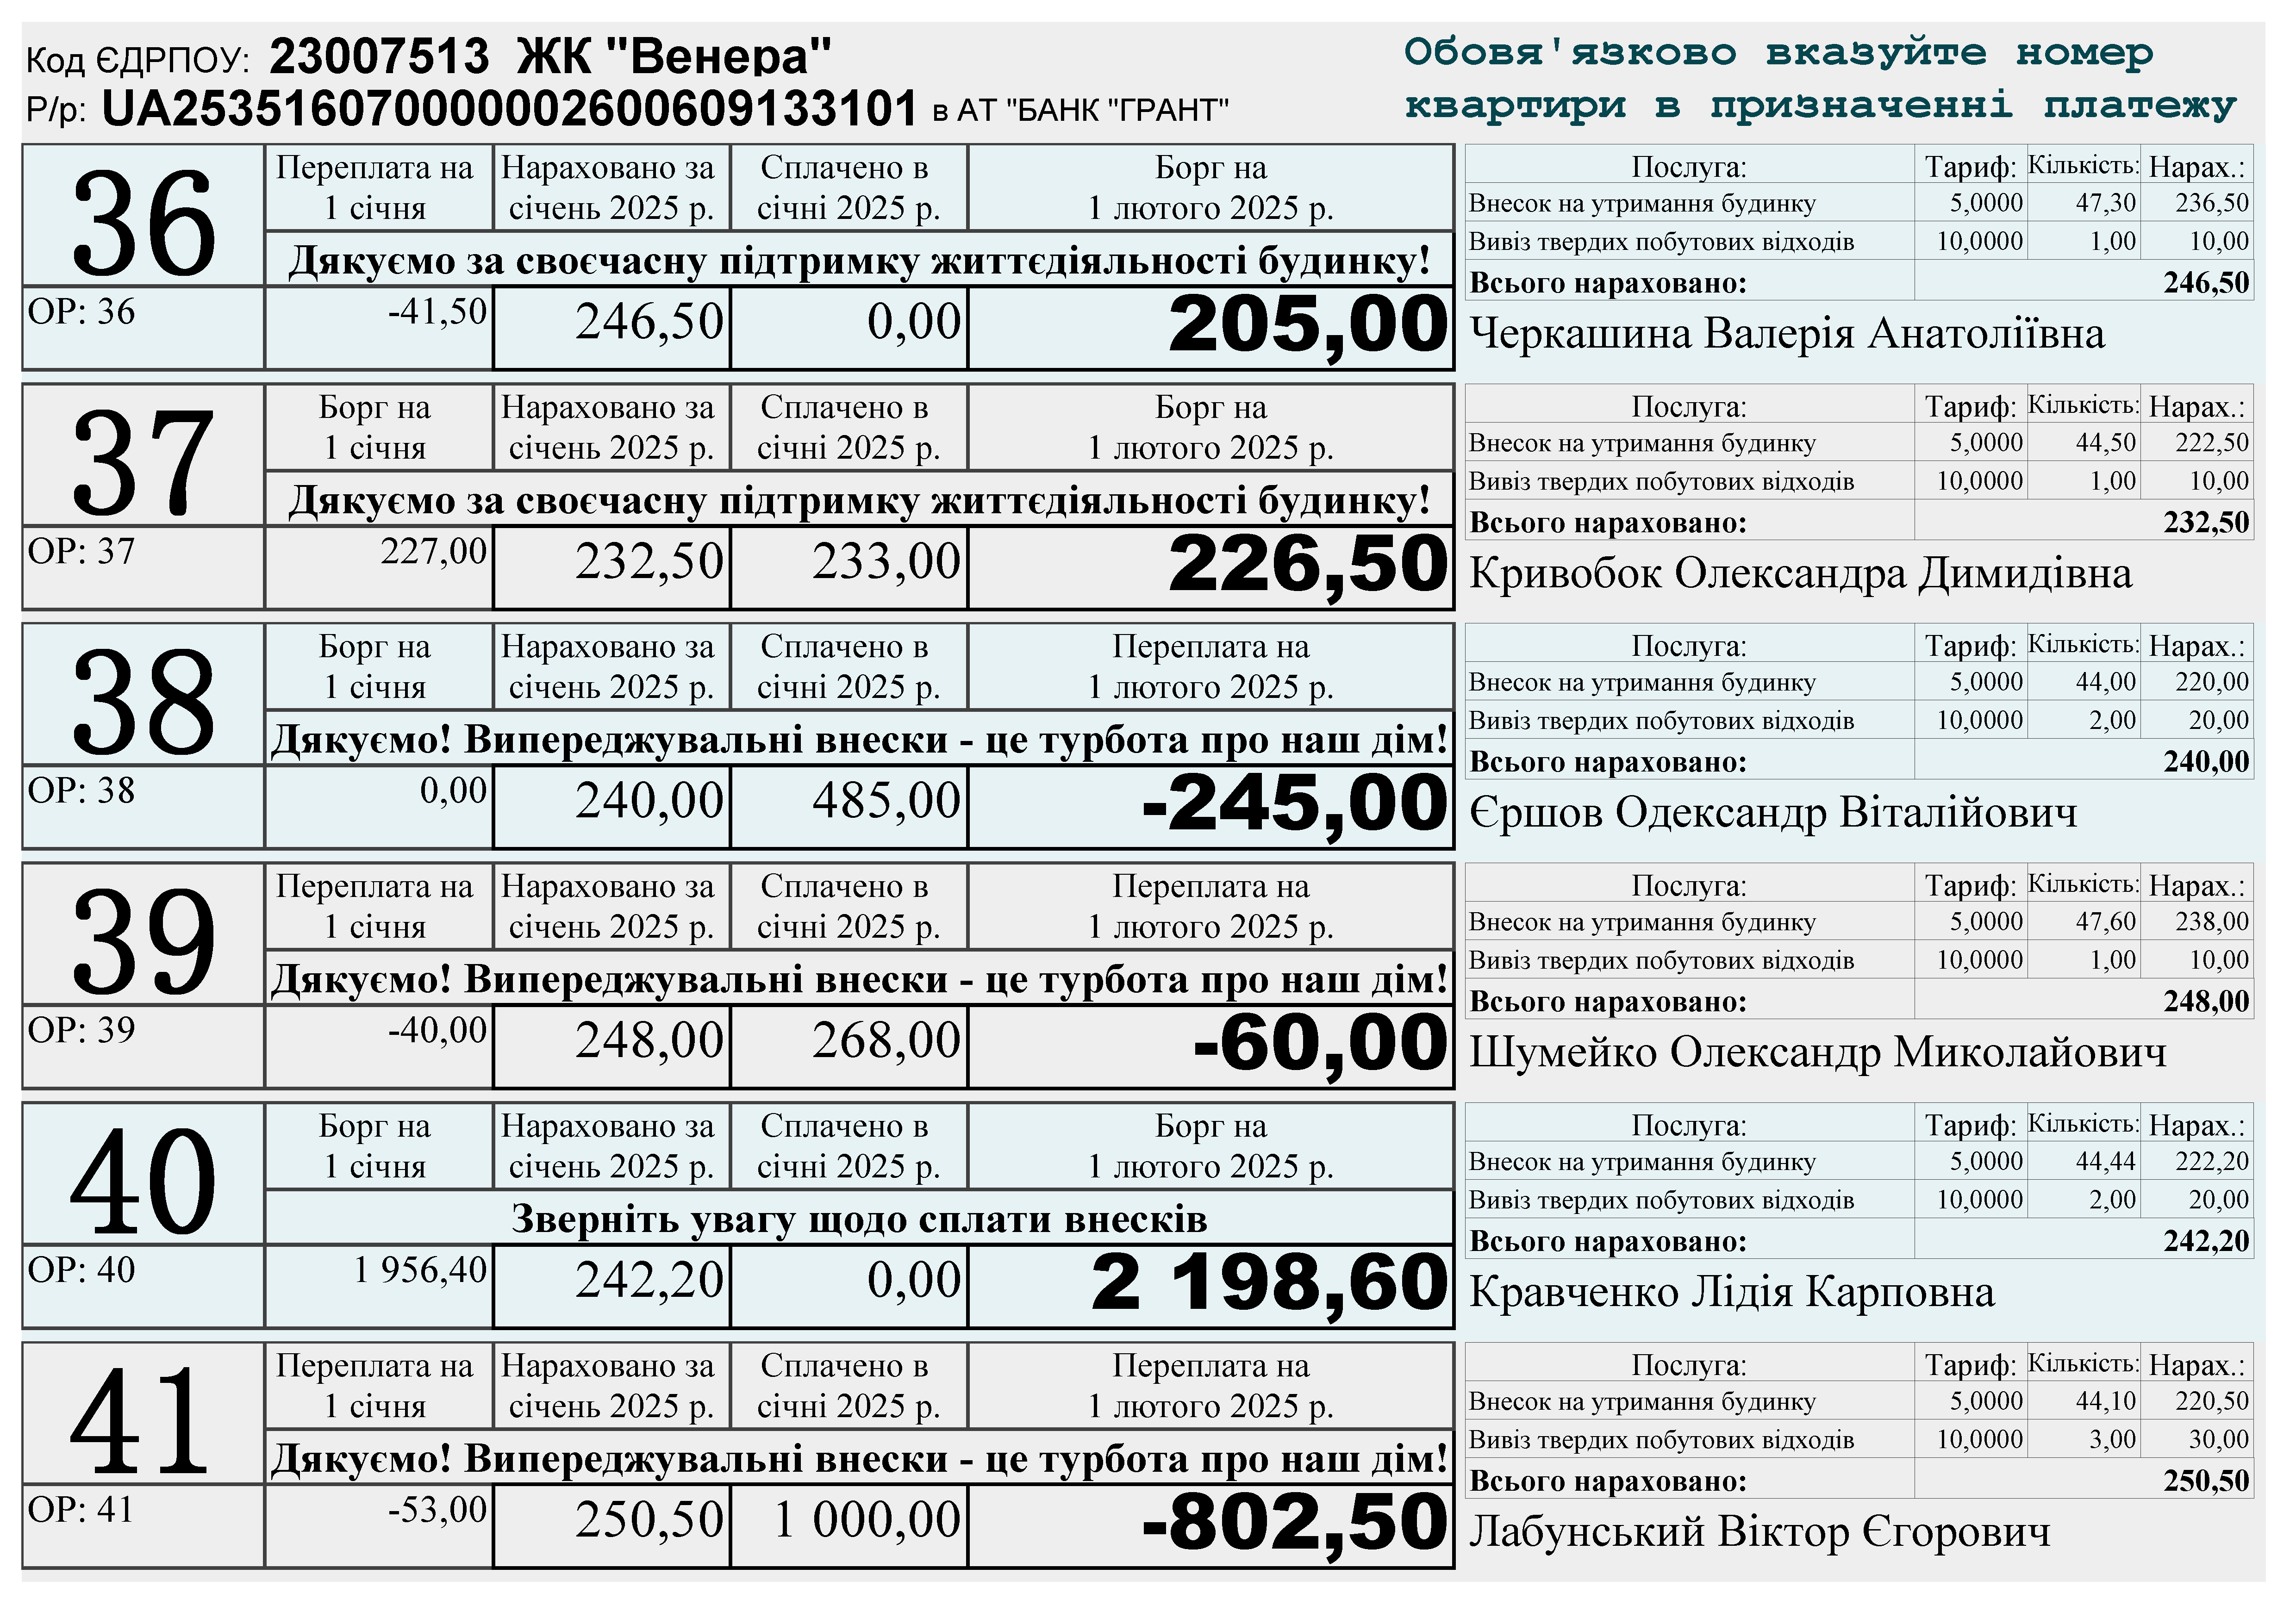 Код ЄДРПОУ: 23007513 ЖК "Венера"
Р/р: UA253516070000002600609133101 в АТ "БАНК "ГРАНТ"
Обовя'язково вказуйте номер
квартири в призначенні платежу
36
Переплата на
1 січня
Нараховано за
січень 2025 р.
Сплачено в
січні 2025 р.
Борг на
1 лютого 2025 р.
Дякуємо за своєчасну підтримку життєдіяльності будинку!
ОР: 36 -41,50 246,50 0,00 205,00
Послуга: Тариф: Кількість: Нарах.:
Внесок на утримання будинку 5,0000 47,30 236,50
Вивіз твердих побутових відходів 10,0000 1,00 10,00
Всього нараховано: 246,50
Черкашина Валерія Анатоліївна
37
Борг на
1 січня
Нараховано за
січень 2025 р.
Сплачено в
січні 2025 р.
Борг на
1 лютого 2025 р.
Дякуємо за своєчасну підтримку життєдіяльності будинку!
ОР: 37 227,00 232,50 233,00 226,50
Послуга: Тариф: Кількість: Нарах.:
Внесок на утримання будинку 5,0000 44,50 222,50
Вивіз твердих побутових відходів 10,0000 1,00 10,00
Всього нараховано: 232,50
Кривобок Олександра Димидівна
38
Борг на
1 січня
Нараховано за
січень 2025 р.
Сплачено в
січні 2025 р.
Переплата на
1 лютого 2025 р.
Дякуємо! Випереджувальні внески - це турбота про наш дім!
ОР: 38 0,00 240,00 485,00 -245,00
Послуга: Тариф: Кількість: Нарах.:
Внесок на утримання будинку 5,0000 44,00 220,00
Вивіз твердих побутових відходів 10,0000 2,00 20,00
Всього нараховано: 240,00
Єршов Одександр Віталійович
39
Переплата на
1 січня
Нараховано за
січень 2025 р.
Сплачено в
січні 2025 р.
Переплата на
1 лютого 2025 р.
Дякуємо! Випереджувальні внески - це турбота про наш дім!
ОР: 39 -40,00 248,00 268,00 -60,00
Послуга: Тариф: Кількість: Нарах.:
Внесок на утримання будинку 5,0000 47,60 238,00
Вивіз твердих побутових відходів 10,0000 1,00 10,00
Всього нараховано: 248,00
Шумейко Олександр Миколайович
40
Борг на
1 січня
Нараховано за
січень 2025 р.
Сплачено в
січні 2025 р.
Борг на
1 лютого 2025 р.
Зверніть увагу щодо сплати внесків
ОР: 40 1 956,40 242,20 0,00 2 198,60
Послуга: Тариф: Кількість: Нарах.:
Внесок на утримання будинку 5,0000 44,44 222,20
Вивіз твердих побутових відходів 10,0000 2,00 20,00
Всього нараховано: 242,20
Кравченко Лідія Карповна
41
Переплата на
1 січня
Нараховано за
січень 2025 р.
Сплачено в
січні 2025 р.
Переплата на
1 лютого 2025 р.
Дякуємо! Випереджувальні внески - це турбота про наш дім!
ОР: 41 -53,00 250,50 1 000,00 -802,50
Послуга: Тариф: Кількість: Нарах.:
Внесок на утримання будинку 5,0000 44,10 220,50
Вивіз твердих побутових відходів 10,0000 3,00 30,00
Всього нараховано: 250,50
Лабунський Віктор Єгорович